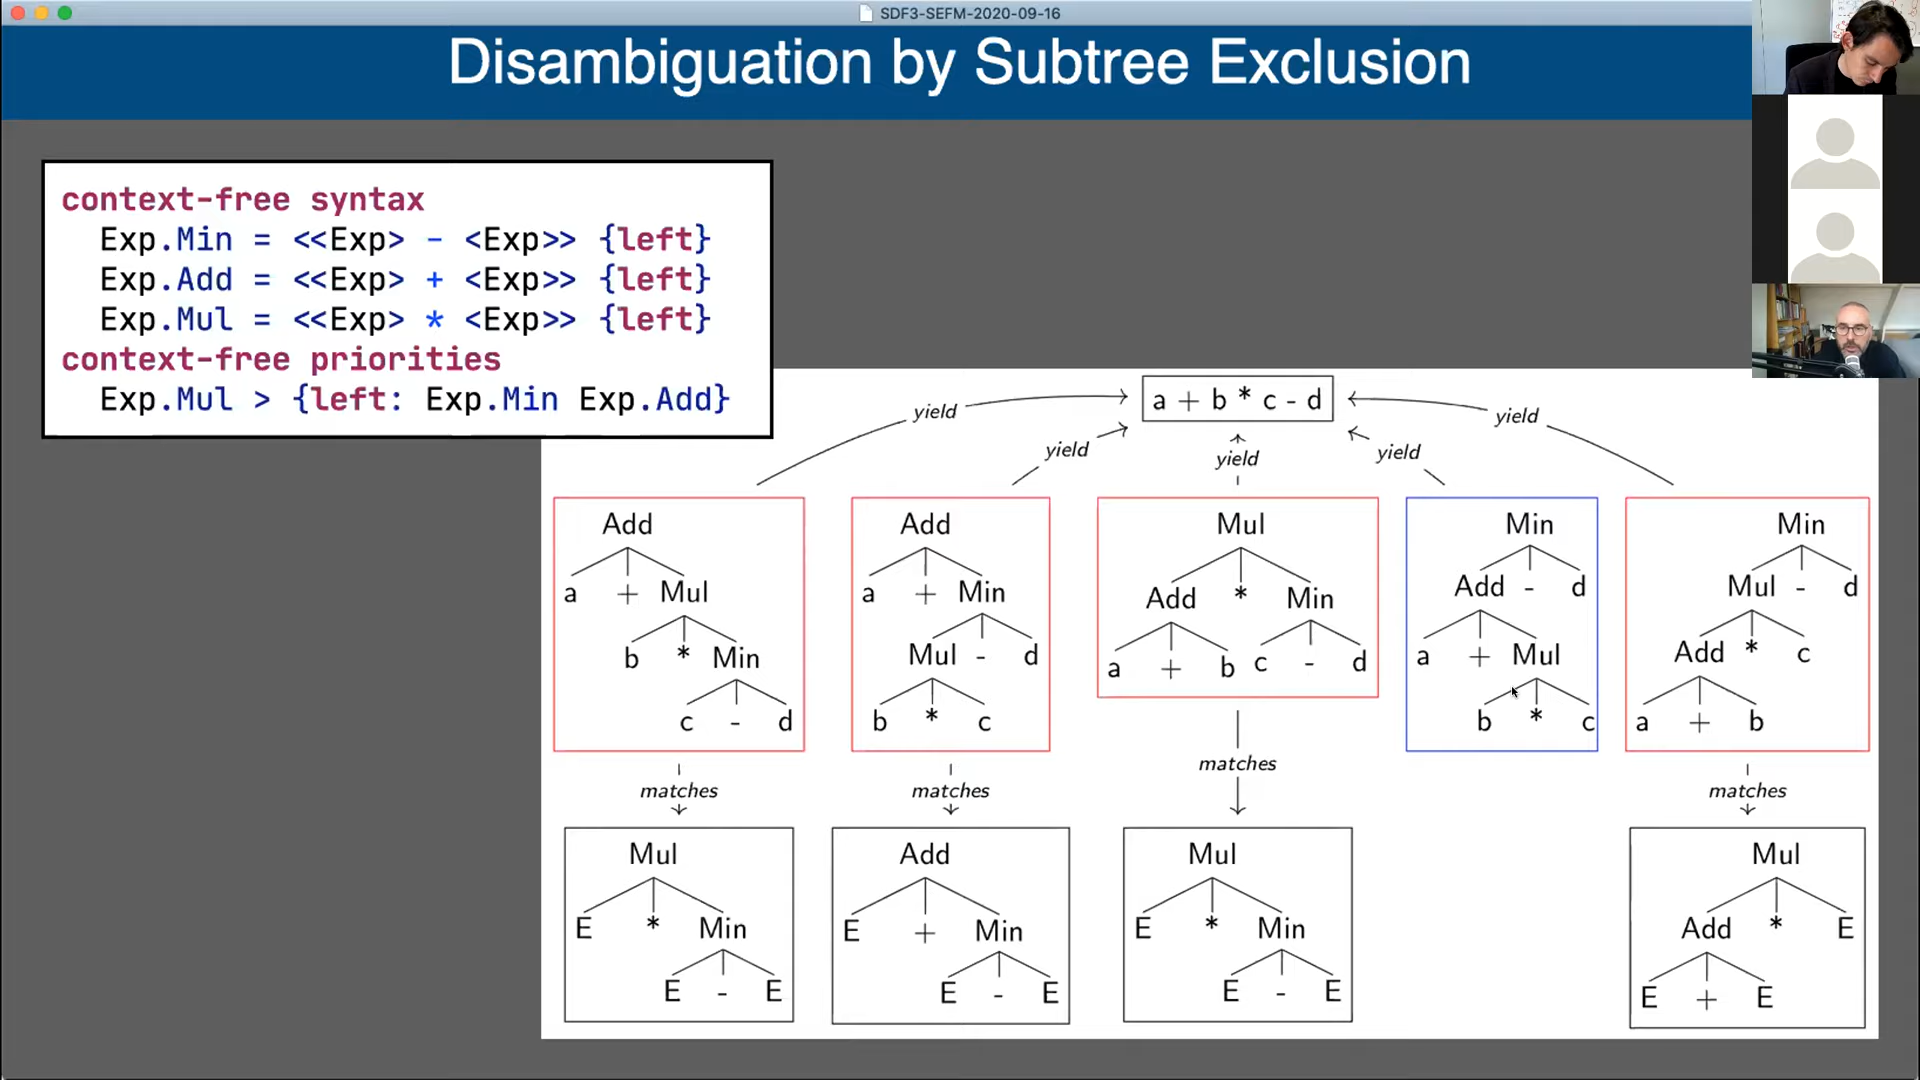 SDF3-SEFM-2020-09-16
Disambiguation by Subtree Exclusion
context-free syntax
Exp.Min = <<Exp> - <Exp>> {left}
Exp.Add = <<Exp> + <Exp>> {left}
Exp.Mul = <<Exp> * <Exp>> {left}
context-free priorities
Exp.Mul > {left: Exp.Min Exp.Add}
a + b * c - d
yield
yield
yield
yield
yield
Add
a + Mul
b * Min
c - d
Add
a + Min
Mul - d
b * c
Mul
Add * Min
a + b c - d
Min
Add - d
a + Mul
b * c
Min
Mul - d
Add * c
a + b
matches
matches
matches
matches
Mul
E * Min
E - E
Add
E + Min
E - E
Mul
E * Min
E - E
Mul
Add * E
E + E